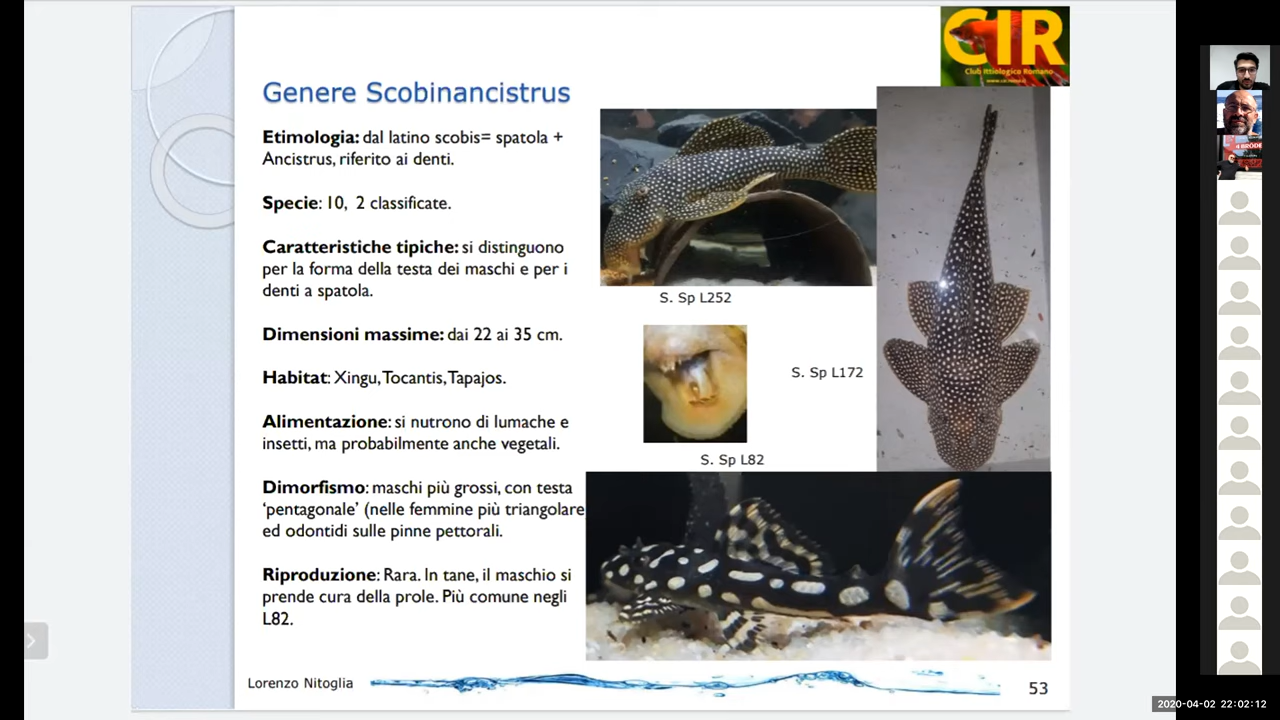 CIR
Club Ittiologico Romano
Genere Scobinancistrus
Etimologia: dal latino scobis= spatola +
Ancistrus, riferito ai denti.
Specie: 10, 2 classificate.
Caratteristiche tipiche: si distinguono
per la forma della testa dei maschi e per i
denti a spatola.
Dimensioni massime: dai 22 ai 35 cm.
Habitat: Xingu, Tocantis, Tapajos.
Alimentazione: si nutrono di lumache e
insetti, ma probabilmente anche vegetali.
Dimorfismo: maschi più grossi, con testa
‘pentagonale’ (nelle femmine più triangolare
ed odontidi sulle pinne pettorali.
Riproduzione: Rara. In tane, il maschio si
prende cura della prole. Più comune negli
L82.
S. Sp L252
S. Sp L172
S. Sp L82
Lorenzo Nitoglia
53
2020-04-02 22:02:12